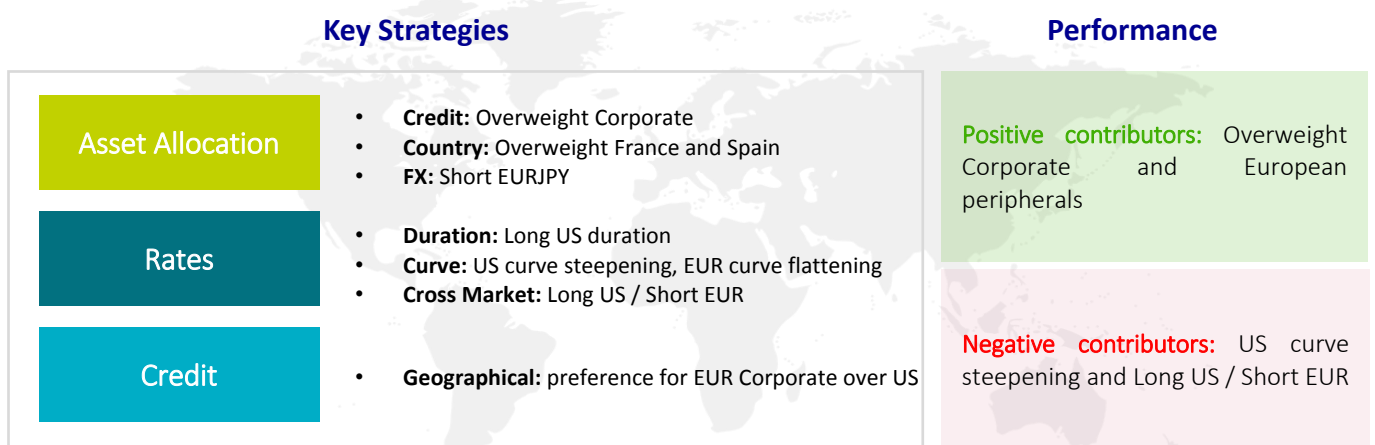 Key Strategies
Performance
Asset Allocation
• Credit: Overweight Corporate
• Country: Overweight France and Spain
• FX: Short EURJPY
Rates
• Duration: Long US duration
• Curve: US curve steepening, EUR curve flattening
• Cross Market: Long US / Short EUR
Credit
• Geographical: preference for EUR Corporate over US
Positive contributors: Overweight
Corporate and European
peripherals
Negative contributors: US curve
steepening and Long US / Short EUR